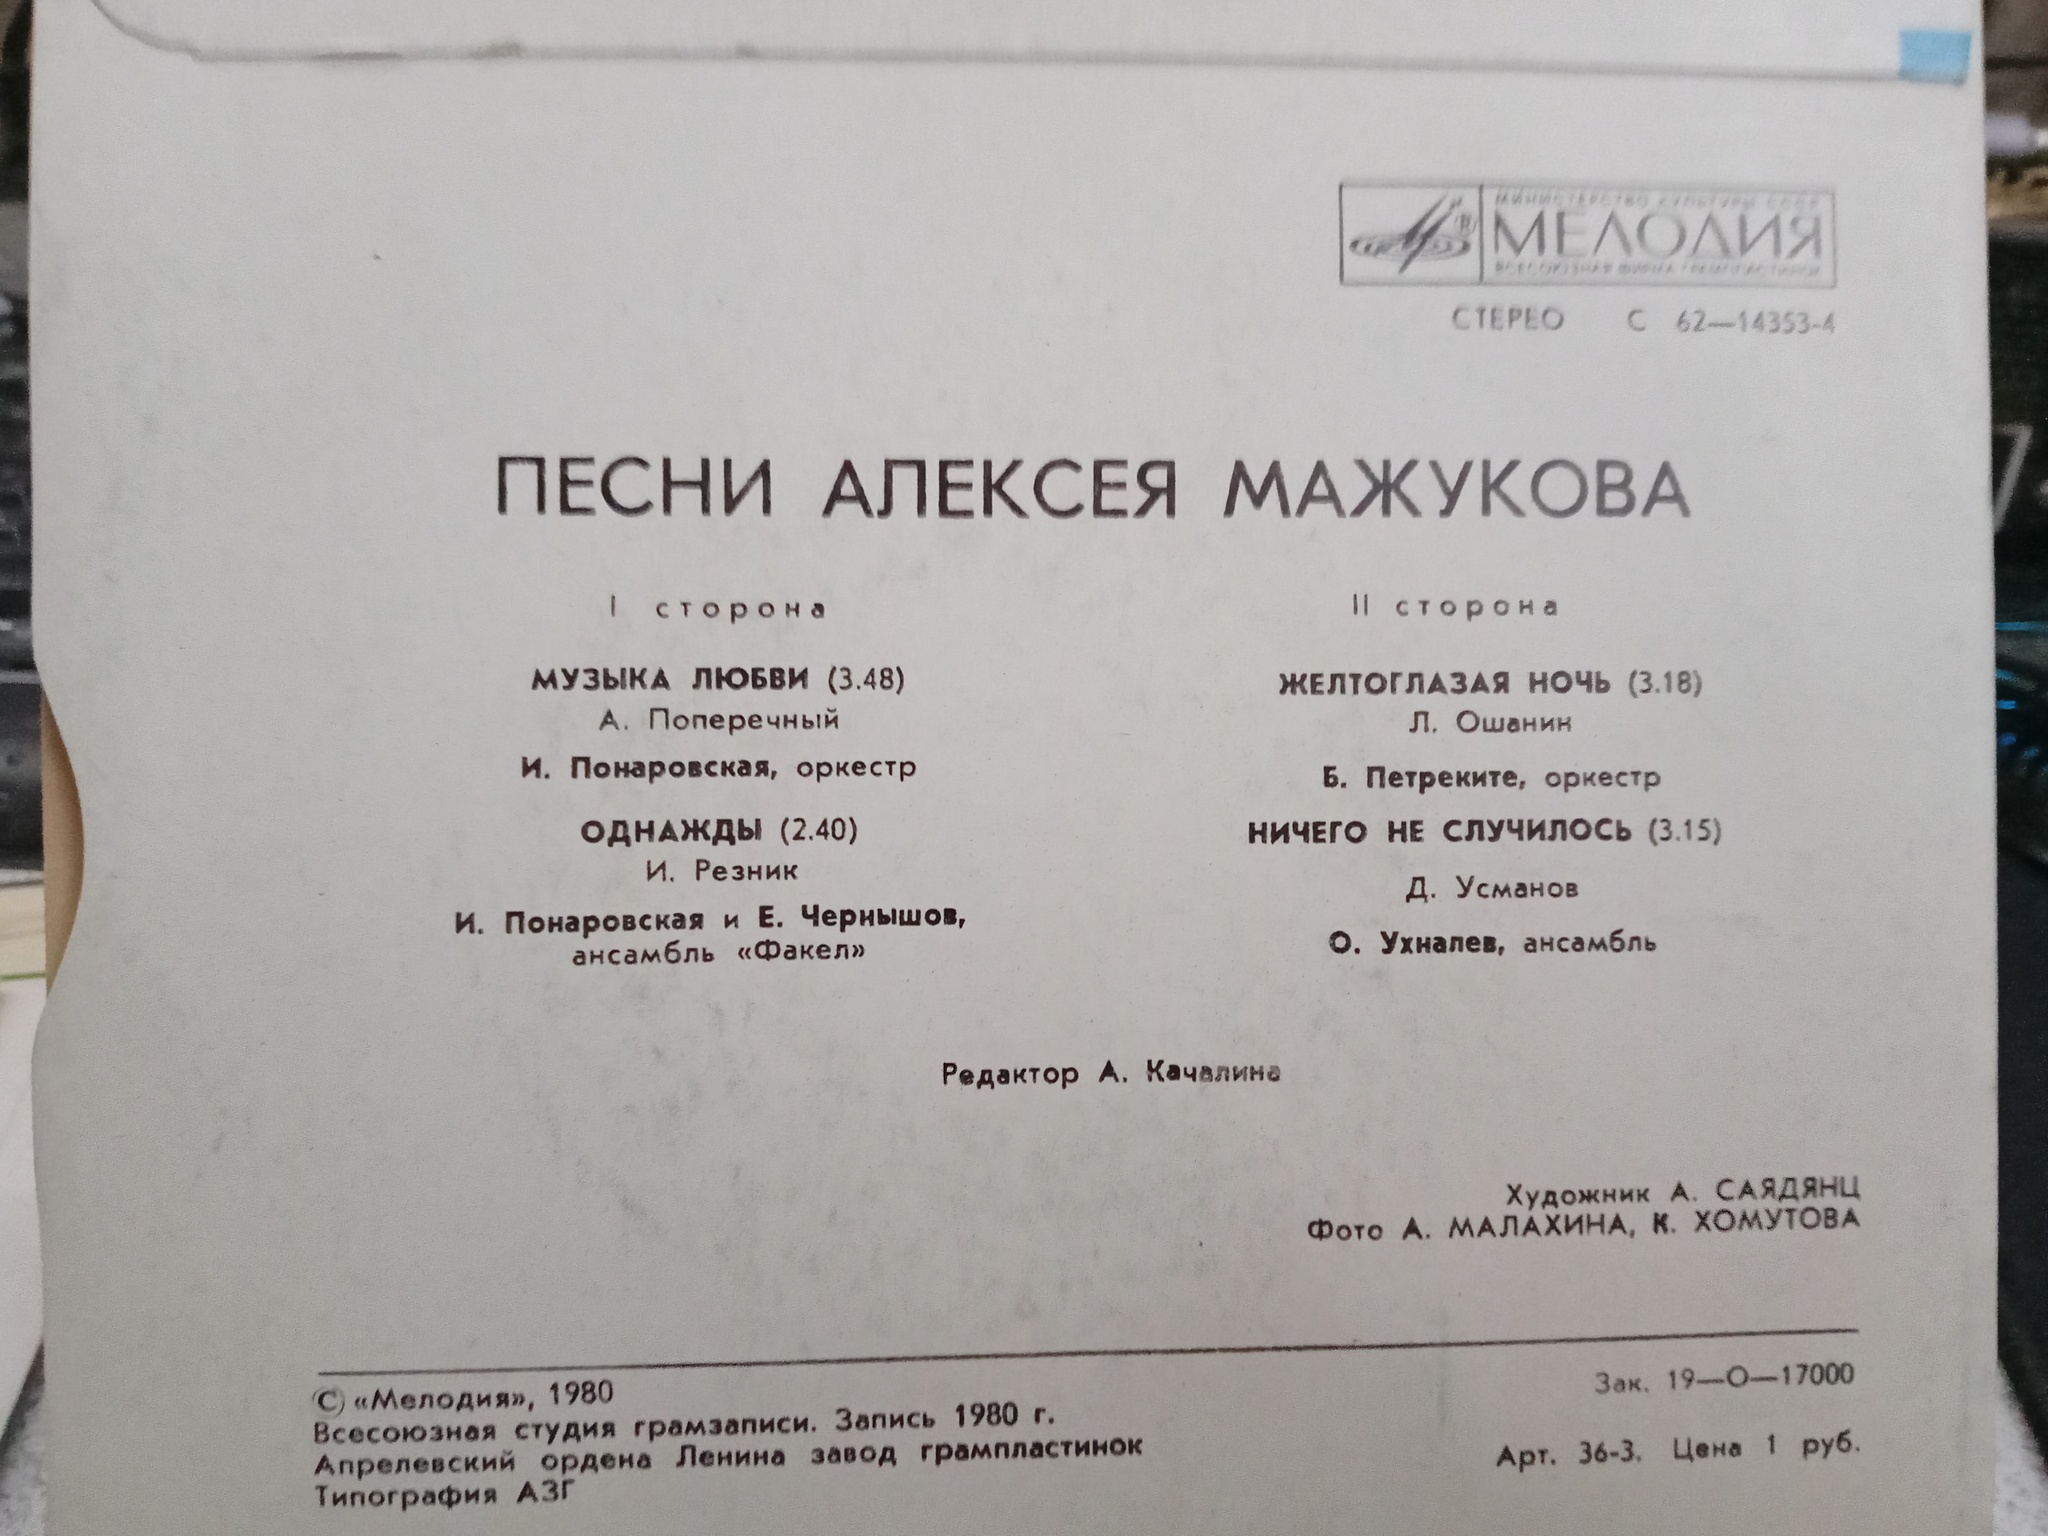 МИНИСТЕРСТВО КУЛЬТУРЫ СССР
МЕЛОДИЯ
ВСЕСОЮЗНАЯ ФИРМА ГРАМПЛАСТИНОК
СТЕРЕО С 62—14353-4
ПЕСНИ АЛЕКСЕЯ МАЖУКОВА
I сторона
МУЗЫКА ЛЮБВИ (3.48)
А. Поперечный
И. Понаровская, оркестр
ОДНАЖДЫ (2.40)
И. Резник
И. Понаровская и Е. Чернышов,
ансамбль «Факел»
II сторона
ЖЕЛТОГЛАЗАЯ НОЧЬ (3.18)
Л. Ошанин
Б. Петреките, оркестр
НИЧЕГО НЕ СЛУЧИЛОСЬ (3.15)
Д. Усманов
О. Ухналев, ансамбль
Редактор А. Качалина
Художник А. САЯДЯНЦ
Фото А. МАЛАХИНА, К. ХОМУТОВА
© «Мелодия», 1980
Всесоюзная студия грамзаписи. Запись 1980 г.
Апрелевский ордена Ленина завод грампластинок
Типография АЗГ
Зак. 19—О—17000
Арт. 36-3. Цена 1 руб.